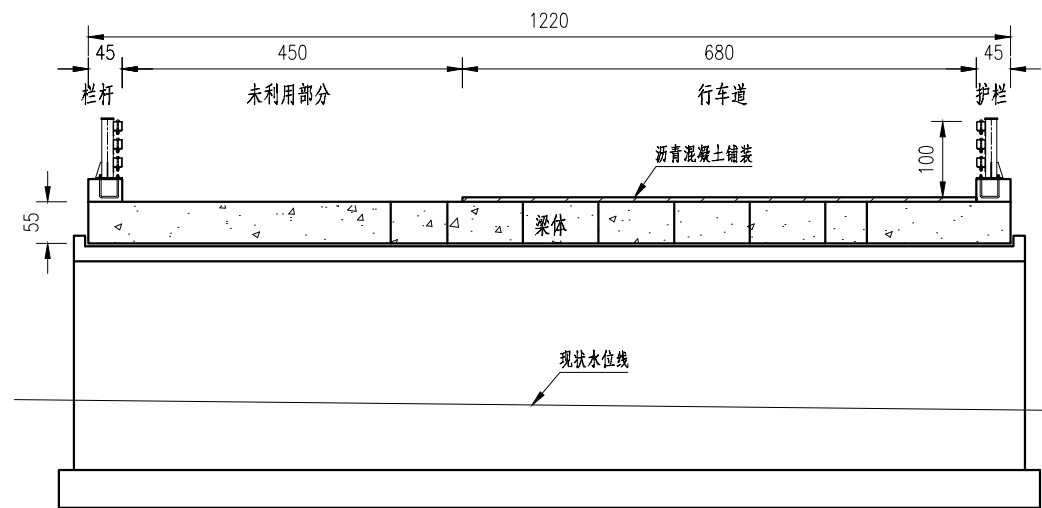 1220
45
450
680
45
栏杆
未利用部分
行车道
护栏
沥青混凝土铺装
100
55
梁体
现状水位线